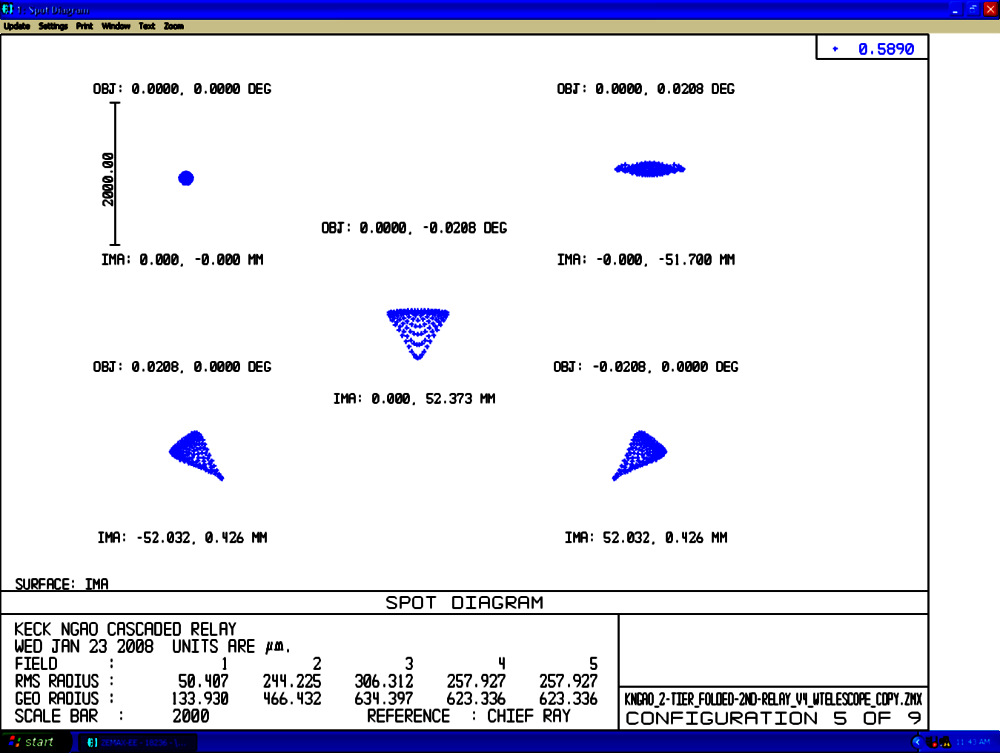 1: Spot Diagram
Update Settings Print Window Text Zoom
+ 0.5890
OBJ: 0.0000, 0.0000 DEG
OBJ: 0.0000, 0.0208 DEG
2000.00
OBJ: 0.0000, -0.0208 DEG
IMA: 0.000, -0.000 MM
IMA: -0.000, -51.700 MM
OBJ: 0.0208, 0.0000 DEG
OBJ: -0.0208, 0.0000 DEG
IMA: 0.000, 52.373 MM
IMA: -52.032, 0.426 MM
IMA: 52.032, 0.426 MM
SURFACE: IMA
SPOT DIAGRAM
KECK NGAO CASCADED RELAY
WED JAN 23 2008 UNITS ARE µm.
FIELD : 1 2 3 4 5
RMS RADIUS : 50.407 244.225 306.312 257.927 257.927
GEO RADIUS : 133.930 466.432 634.397 623.336 623.336
SCALE BAR : 2000 REFERENCE : CHIEF RAY
KNGAO_2-TIER_FOLDED-2ND-RELAY_V4_WTELESCOPE_COPY.ZMX
CONFIGURATION 5 OF 9
start
11:43 AM